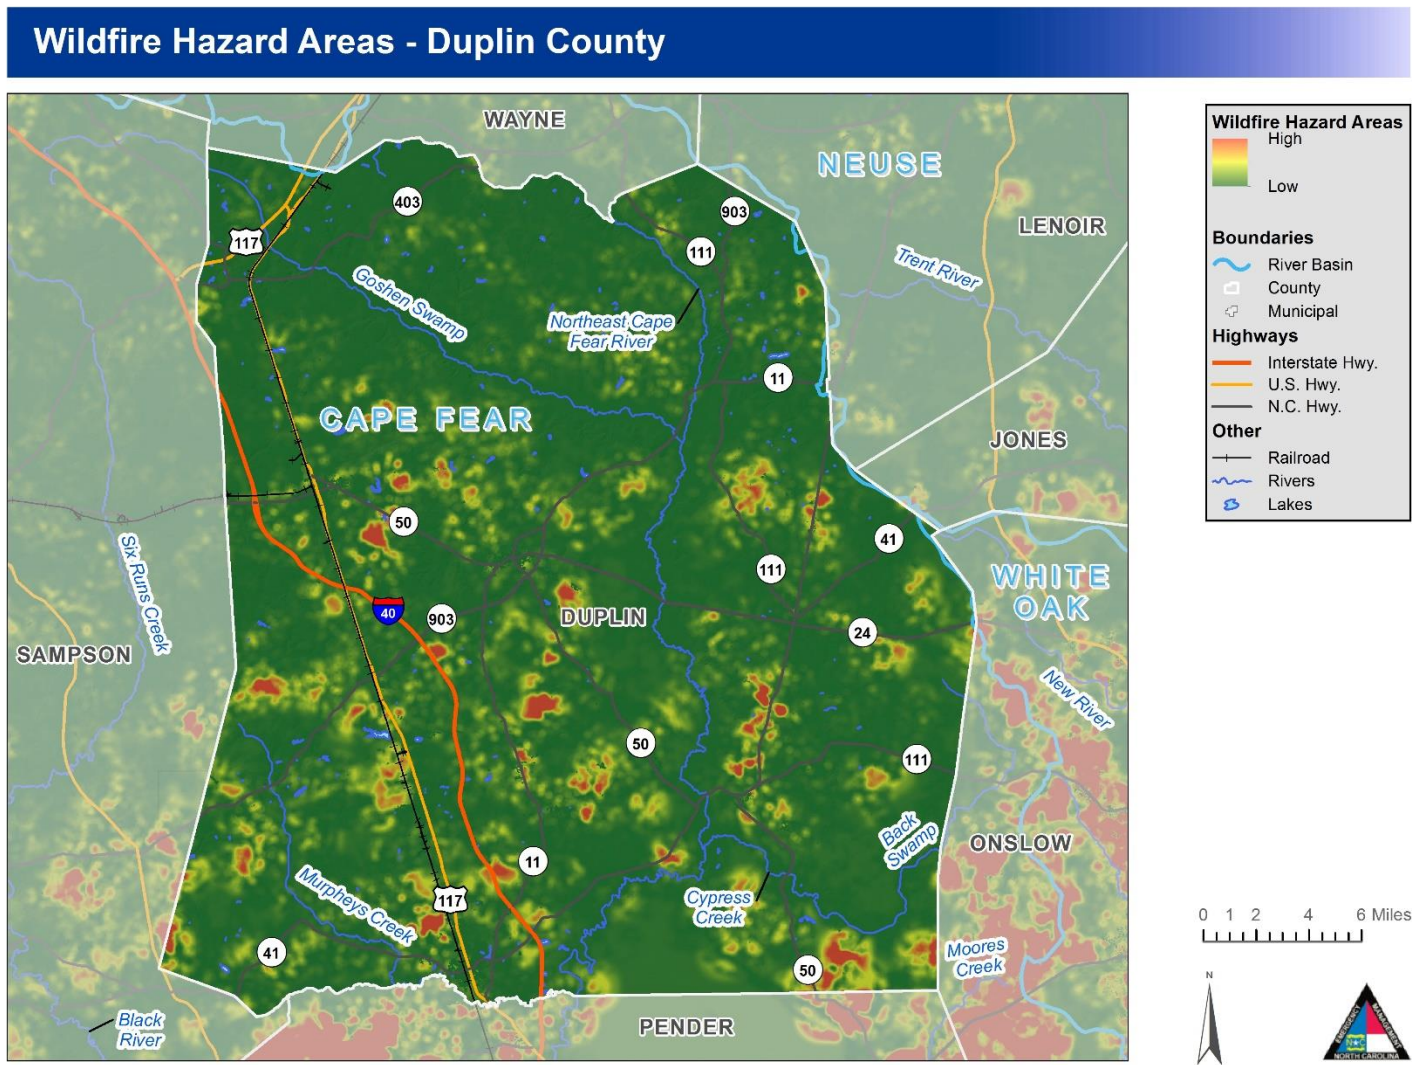 Wildfire Hazard Areas - Duplin County
WAYNE
NEUSE
LENOIR
403
903
117
111
Trent River
Goshen Swamp
Northeast Cape
Fear River
11
CAPE FEAR
JONES
50
41
111
WHITE
OAK
Six Runs Creek
40
903
DUPLIN
24
SAMPSON
New River
50
111
Back
Swamp
ONSLOW
11
Murpheys Creek
117
Cypress
Creek
41
50
Moores
Creek
Black
River
PENDER
Wildfire Hazard Areas
High
Low
Boundaries
River Basin
County
Municipal
Highways
Interstate Hwy.
U.S. Hwy.
N.C. Hwy.
Other
Railroad
Rivers
Lakes
0 1 2 4 6 Miles
N
EMERGENCY
MANAGEMENT
N C
NORTH CAROLINA